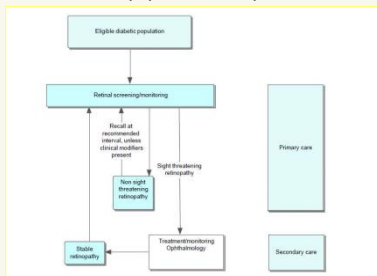 Eligible diabetic population
Retinal screening/monitoring
Recall at
recommended
interval, unless
clinical modifiers
present
Primary care
Sight threatening
retinopathy
Non sight
threatening
retinopathy
Stable
retinopathy
Treatment/monitoring
Ophthalmology
Secondary care